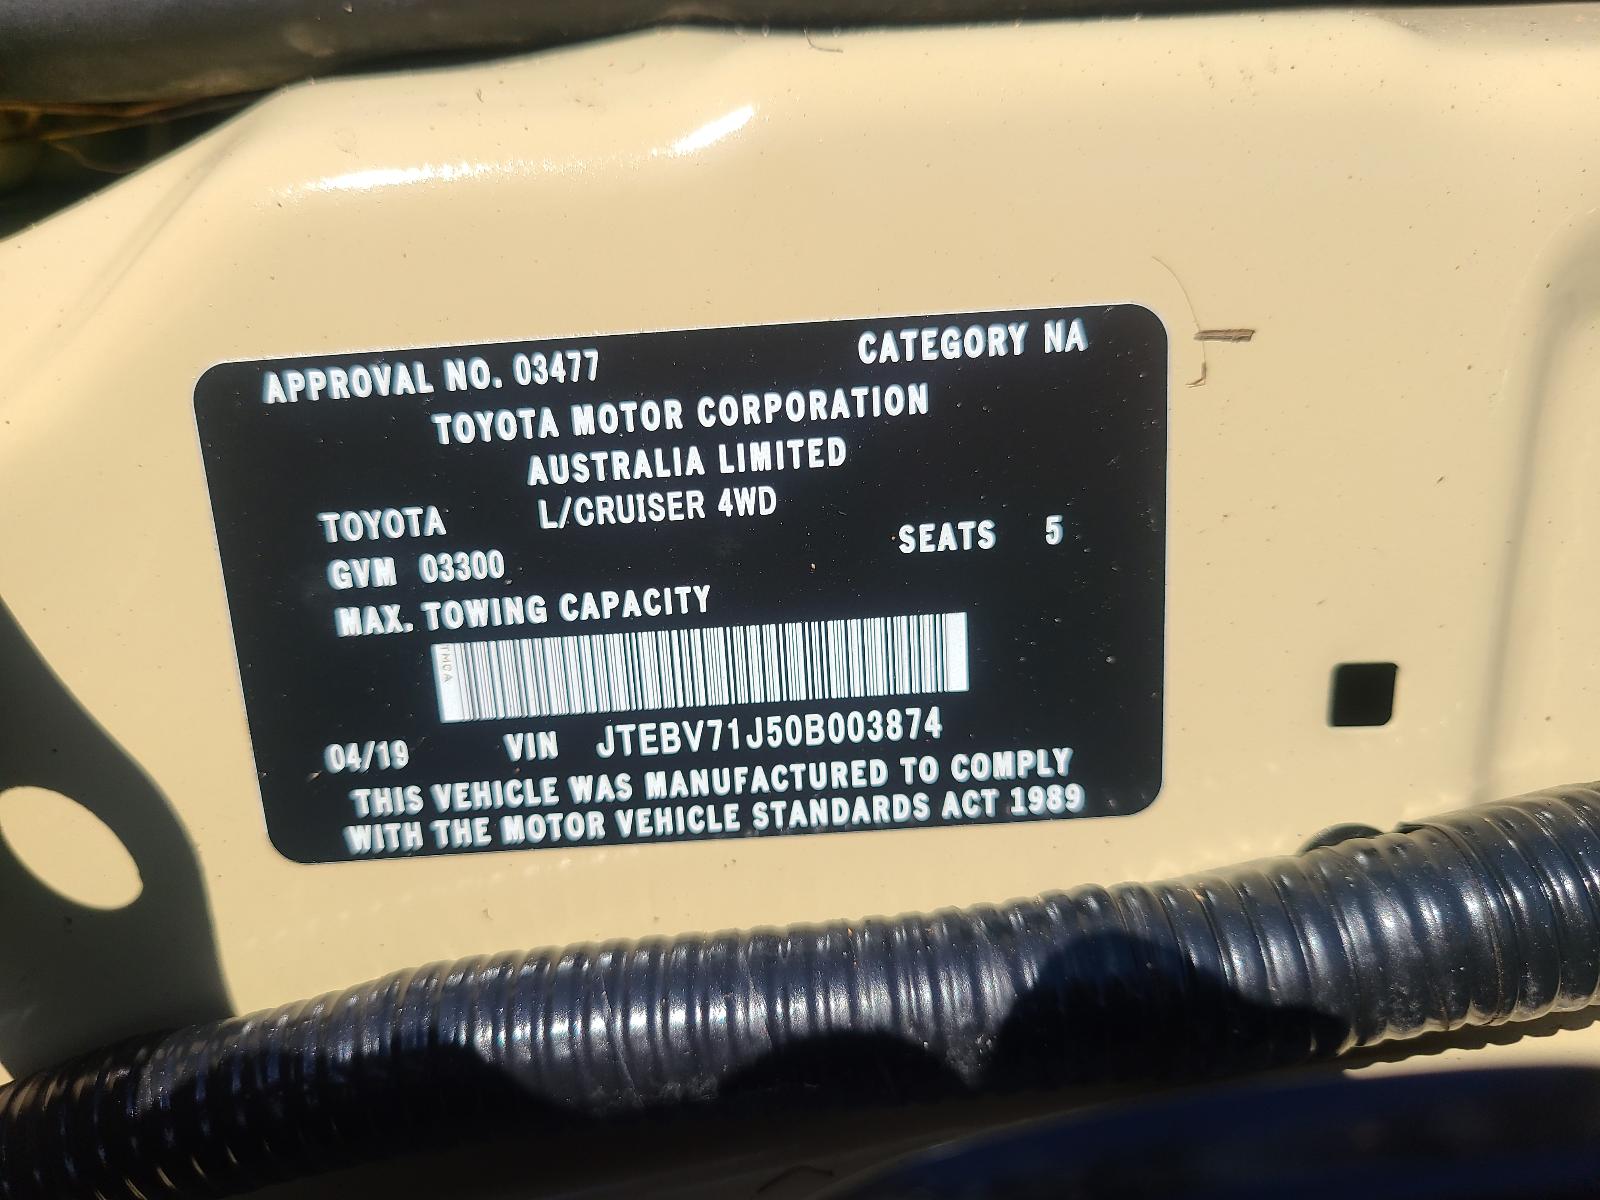 APPROVAL NO. 03477 CATEGORY NA
TOYOTA MOTOR CORPORATION
AUSTRALIA LIMITED
TOYOTA L/CRUISER 4WD
GVM 03300 SEATS 5
MAX. TOWING CAPACITY
TMCA
04/19 VIN JTEBV71J50B003874
THIS VEHICLE WAS MANUFACTURED TO COMPLY
WITH THE MOTOR VEHICLE STANDARDS ACT 1989